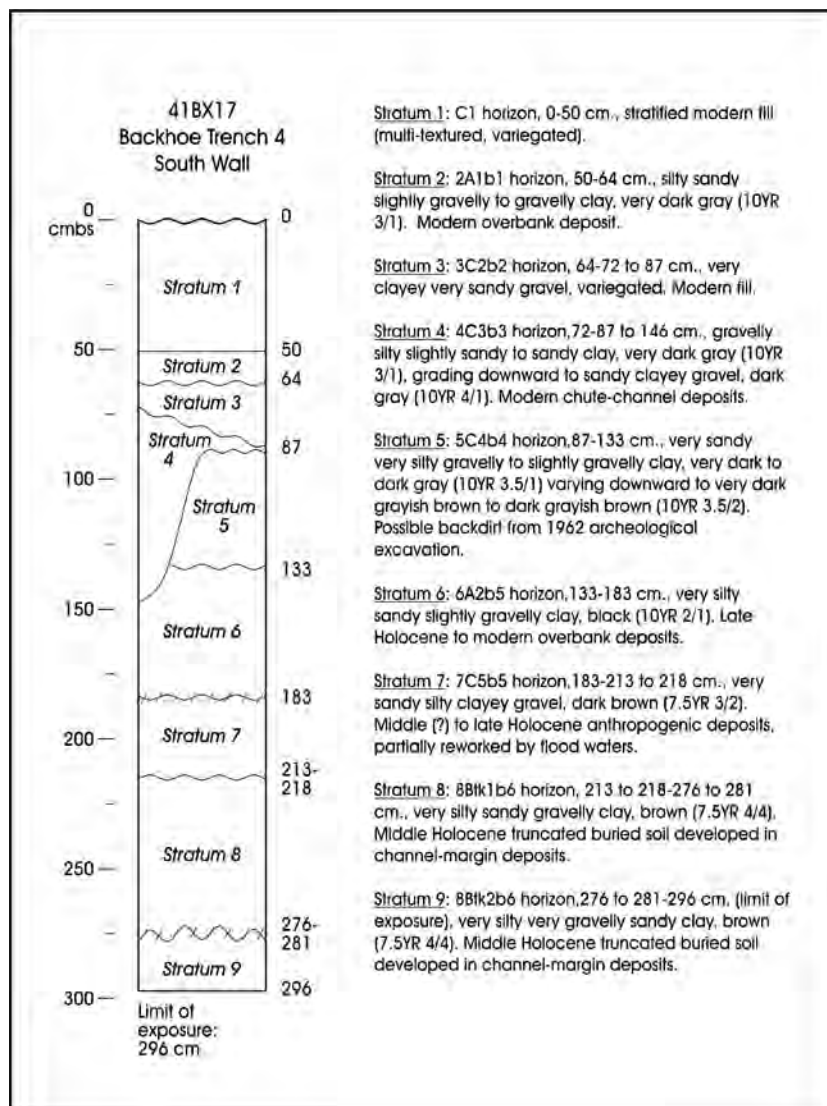 41BX17
Backhoe Trench 4
South Wall
0
cmbs
50
100
150
200
250
300
0
50
64
87
133
183
213-
218
276-
281
296
Stratum 1
Stratum 2
Stratum 3
Stratum
4
Stratum
5
Stratum 6
Stratum 7
Stratum 8
Stratum 9
Limit of
exposure:
296 cm
Stratum 1: C1 horizon, 0-50 cm., stratified modern fill
(multi-textured, variegated).
Stratum 2: 2A1b1 horizon, 50-64 cm., silty sandy
slightly gravelly to gravelly clay, very dark gray (10YR
3/1). Modern overbank deposit.
Stratum 3: 3C2b2 horizon, 64-72 to 87 cm., very
clayey very sandy gravel, variegated. Modern fill.
Stratum 4: 4C3b3 horizon,72-87 to 146 cm., gravelly
silty slightly sandy to sandy clay, very dark gray (10YR
3/1), grading downward to sandy clayey gravel, dark
gray (10YR 4/1). Modern chute-channel deposits.
Stratum 5: 5C4b4 horizon,87-133 cm., very sandy
very silty gravelly to slightly gravelly clay, very dark to
dark gray (10YR 3.5/1) varying downward to very dark
grayish brown to dark grayish brown (10YR 3.5/2).
Possible backdirt from 1962 archeological
excavation.
Stratum 6: 6A2b5 horizon,133-183 cm., very silty
sandy slightly gravelly clay, black (10YR 2/1). Late
Holocene to modern overbank deposits.
Stratum 7: 7C5b5 horizon,183-213 to 218 cm., very
sandy silty clayey gravel, dark brown (7.5YR 3/2).
Middle (?) to late Holocene anthropogenic deposits,
partially reworked by flood waters.
Stratum 8: 8Btk1b6 horizon, 213 to 218-276 to 281
cm., very silty sandy gravelly clay, brown (7.5YR 4/4).
Middle Holocene truncated buried soil developed in
channel-margin deposits.
Stratum 9: 8Btk2b6 horizon,276 to 281-296 cm. (limit of
exposure), very silty very gravelly sandy clay, brown
(7.5YR 4/4). Middle Holocene truncated buried soil
developed in channel-margin deposits.